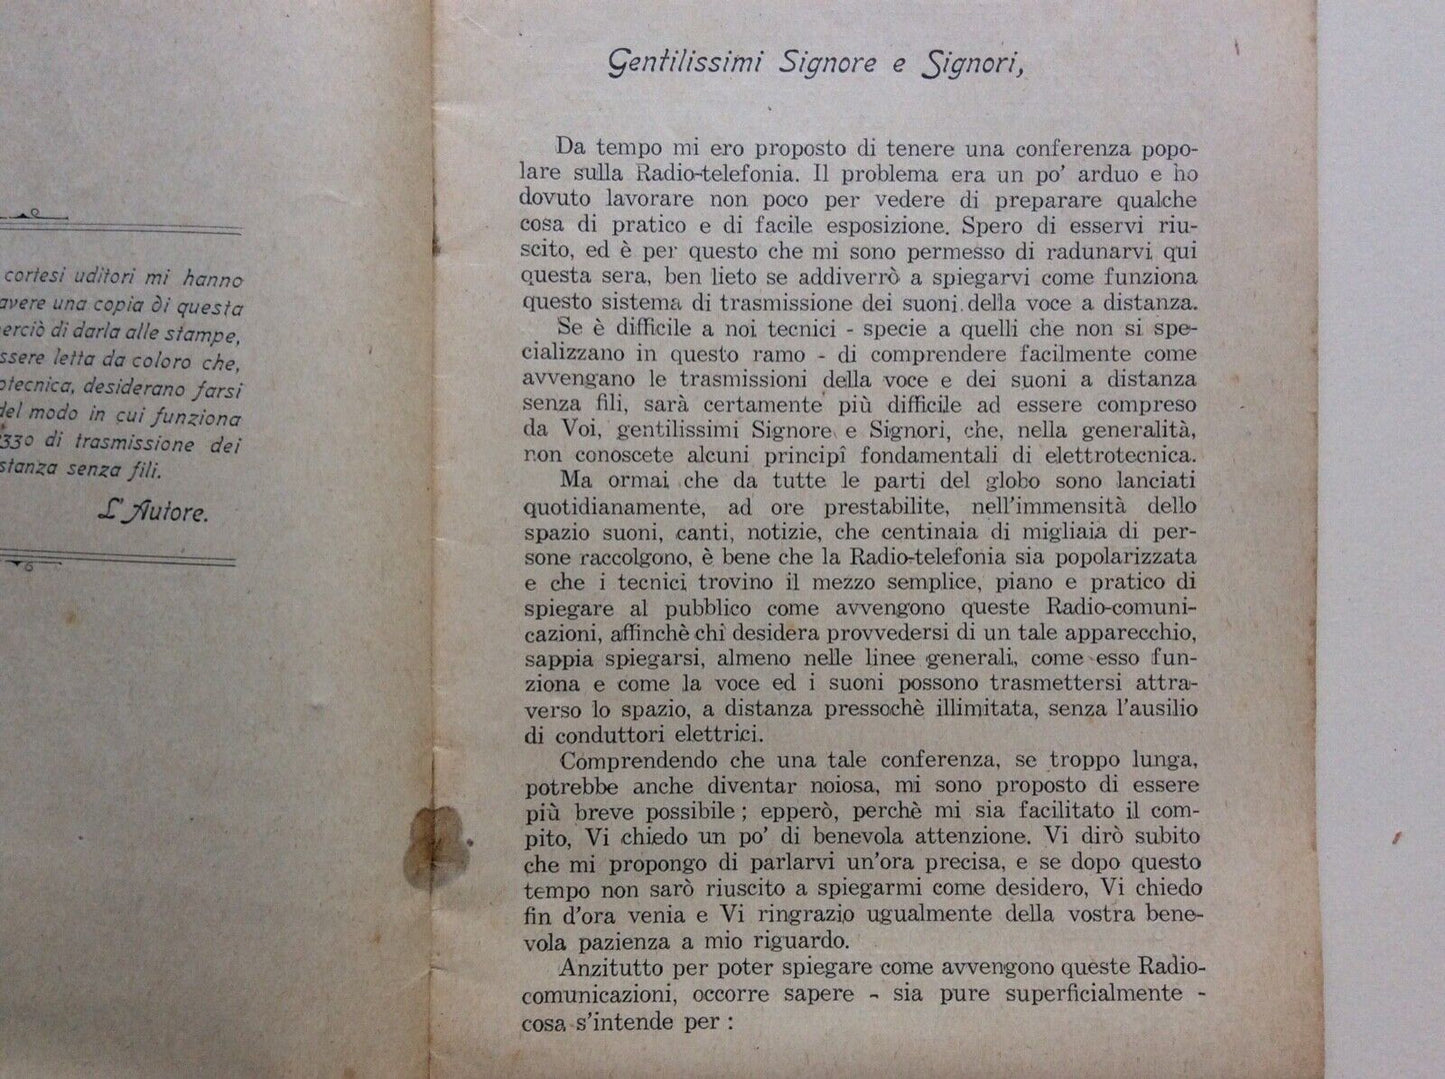 cortesi uditori mi hanno
avere una copia di questa
perciò di darla alle stampe,
essere letta da coloro che,
desiderano farsi
del modo in cui funziona
di trasmissione dei
senza fili.
L'Autore.
Gentilissimi Signore e Signori,
Da tempo mi ero proposto di tenere una conferenza popo-
lare sulla Radio-telefonia. Il problema era un po' arduo e ho
dovuto lavorare non poco per vedere di preparare qualche
cosa di pratico e di facile esposizione. Spero di esservi riu-
scito, ed è per questo che mi sono permesso di radunarvi qui
questa sera, ben lieto se addiverrò a spiegarvi come funziona
questo sistema di trasmissione dei suoni della voce a distanza.
Se è difficile a noi tecnici - specie a quelli che non si spe-
cializzano in questo ramo - di comprendere facilmente come
avvengano le trasmissioni della voce e dei suoni a distanza
senza fili, sarà certamente più difficile ad essere compreso
da Voi, gentilissimi Signore e Signori, che, nella generalità,
non conoscete alcuni principî fondamentali di elettrotecnica.
Ma ormai che da tutte le parti del globo sono lanciati
quotidianamente, ad ore prestabilite, nell'immensità dello
spazio suoni, canti, notizie, che centinaia di migliaia di per-
sone raccolgono, è bene che la Radio-telefonia sia popolarizzata
e che i tecnici trovino il mezzo semplice, piano e pratico di
spiegare al pubblico come avvengono queste Radio-comuni-
cazioni, affinchè chi desidera provvedersi di un tale apparecchio,
sappia spiegarsi, almeno nelle linee generali, come esso fun-
ziona e come la voce ed i suoni possono trasmettersi attra-
verso lo spazio, a distanza pressochè illimitata, senza l'ausilio
di conduttori elettrici.
Comprendendo che una tale conferenza, se troppo lunga,
potrebbe anche diventar noiosa, mi sono proposto di essere
più breve possibile ; epperò, perchè mi sia facilitato il com-
pito, Vi chiedo un po' di benevola attenzione. Vi dirò subito
che mi propongo di parlarvi un'ora precisa, e se dopo questo
tempo non sarò riuscito a spiegarmi come desidero, Vi chiedo
fin d'ora venia e Vi ringrazio ugualmente della vostra bene-
vola pazienza a mio riguardo.
Anzitutto per poter spiegare come avvengono queste Radio-
comunicazioni, occorre sapere - sia pure superficialmente -
cosa s'intende per :